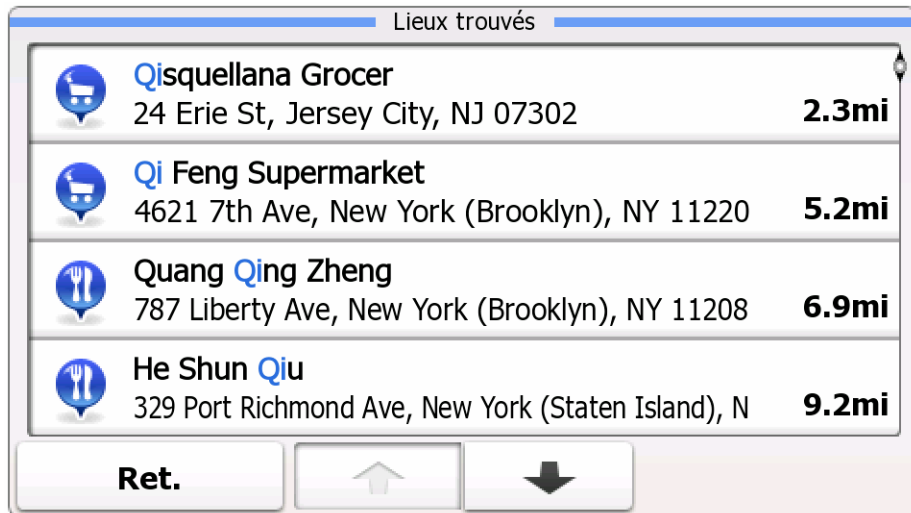 Lieux trouvés
Qisquellana Grocer
24 Erie St, Jersey City, NJ 07302
2.3mi
Qi Feng Supermarket
4621 7th Ave, New York (Brooklyn), NY 11220
5.2mi
Quang Qing Zheng
787 Liberty Ave, New York (Brooklyn), NY 11208
6.9mi
He Shun Qiu
329 Port Richmond Ave, New York (Staten Island), N
9.2mi
Ret.